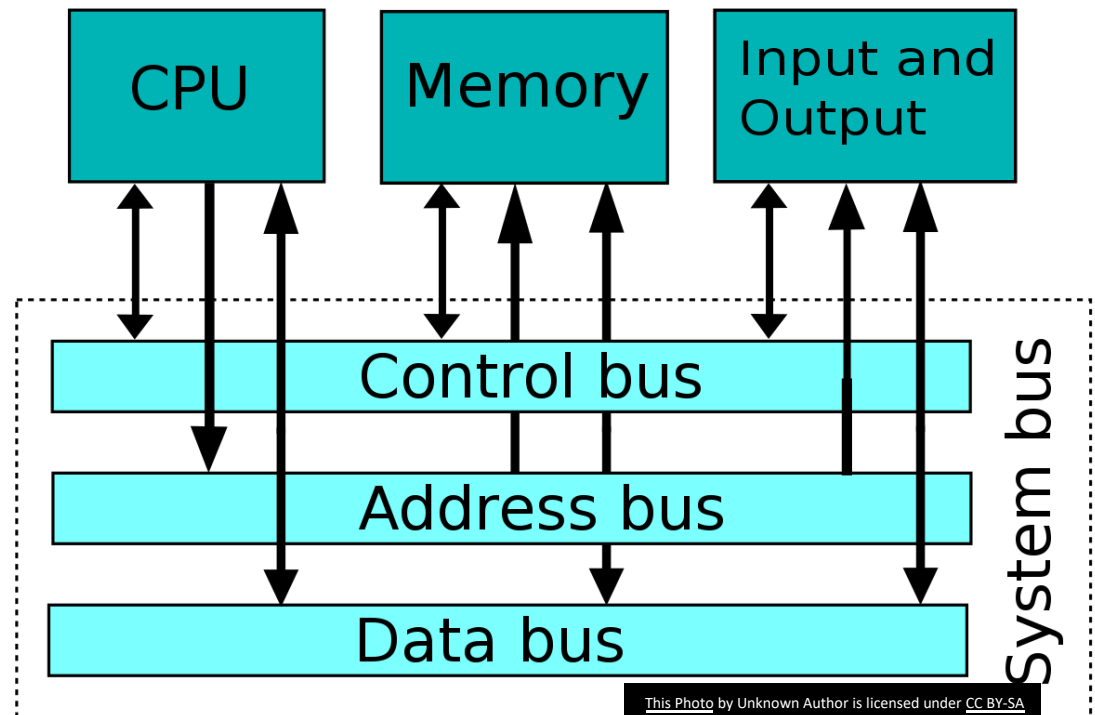 CPU
Memory
Input and
Output
Control bus
Address bus
Data bus
System bus
This Photo by Unknown Author is licensed under CC BY-SA